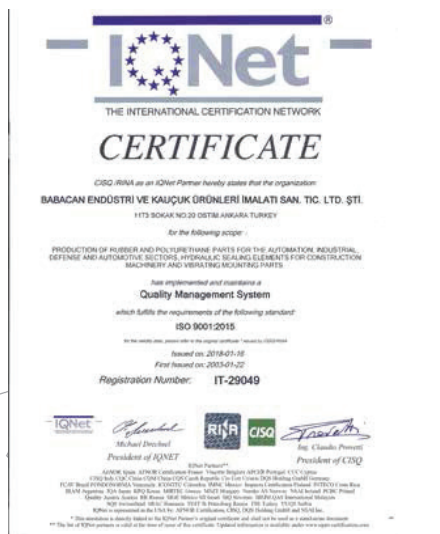 IQNet
®
THE INTERNATIONAL CERTIFICATION NETWORK
CERTIFICATE
CISQ /RINA as an IQNet Partner hereby states that the organization
BABACAN ENDÜSTRİ VE KAUÇUK ÜRÜNLERİ İMALATI SAN. TIC. LTD. ŞTİ.
1173 SOKAK NO:20 OSTİM ANKARA TURKEY
for the following scope :
PRODUCTION OF RUBBER AND POLYURETHANE PARTS FOR THE AUTOMATION, INDUSTRIAL,
DEFENSE AND AUTOMOTIVE SECTORS, HYDRAULIC SEALING ELEMENTS FOR CONSTRUCTION
MACHINERY AND VIBRATING MOUNTING PARTS
has implemented and maintains a
Quality Management System
which fulfills the requirements of the following standard
ISO 9001:2015
Issued on: 2018-01-16
First issued on: 2003-01-22
Registration Number: IT-29049
IQNet
RINA
CISQ
Michael Drechsel
President of IQNET
Ing. Claudio Provetti
President of CISQ
IQNet Partners**